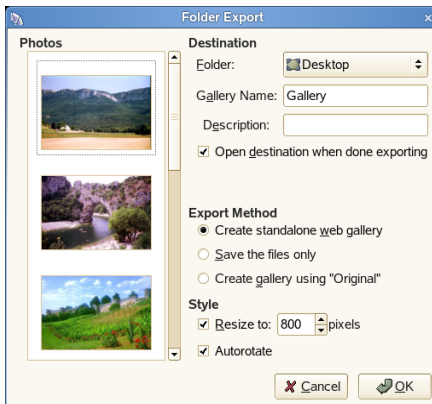 Folder Export
Photos
Destination
Folder: Desktop
Gallery Name: Gallery
Description:
Open destination when done exporting
Export Method
Create standalone web gallery
Save the files only
Create gallery using "Original"
Style
Resize to: 800 pixels
Autorotate
Cancel OK